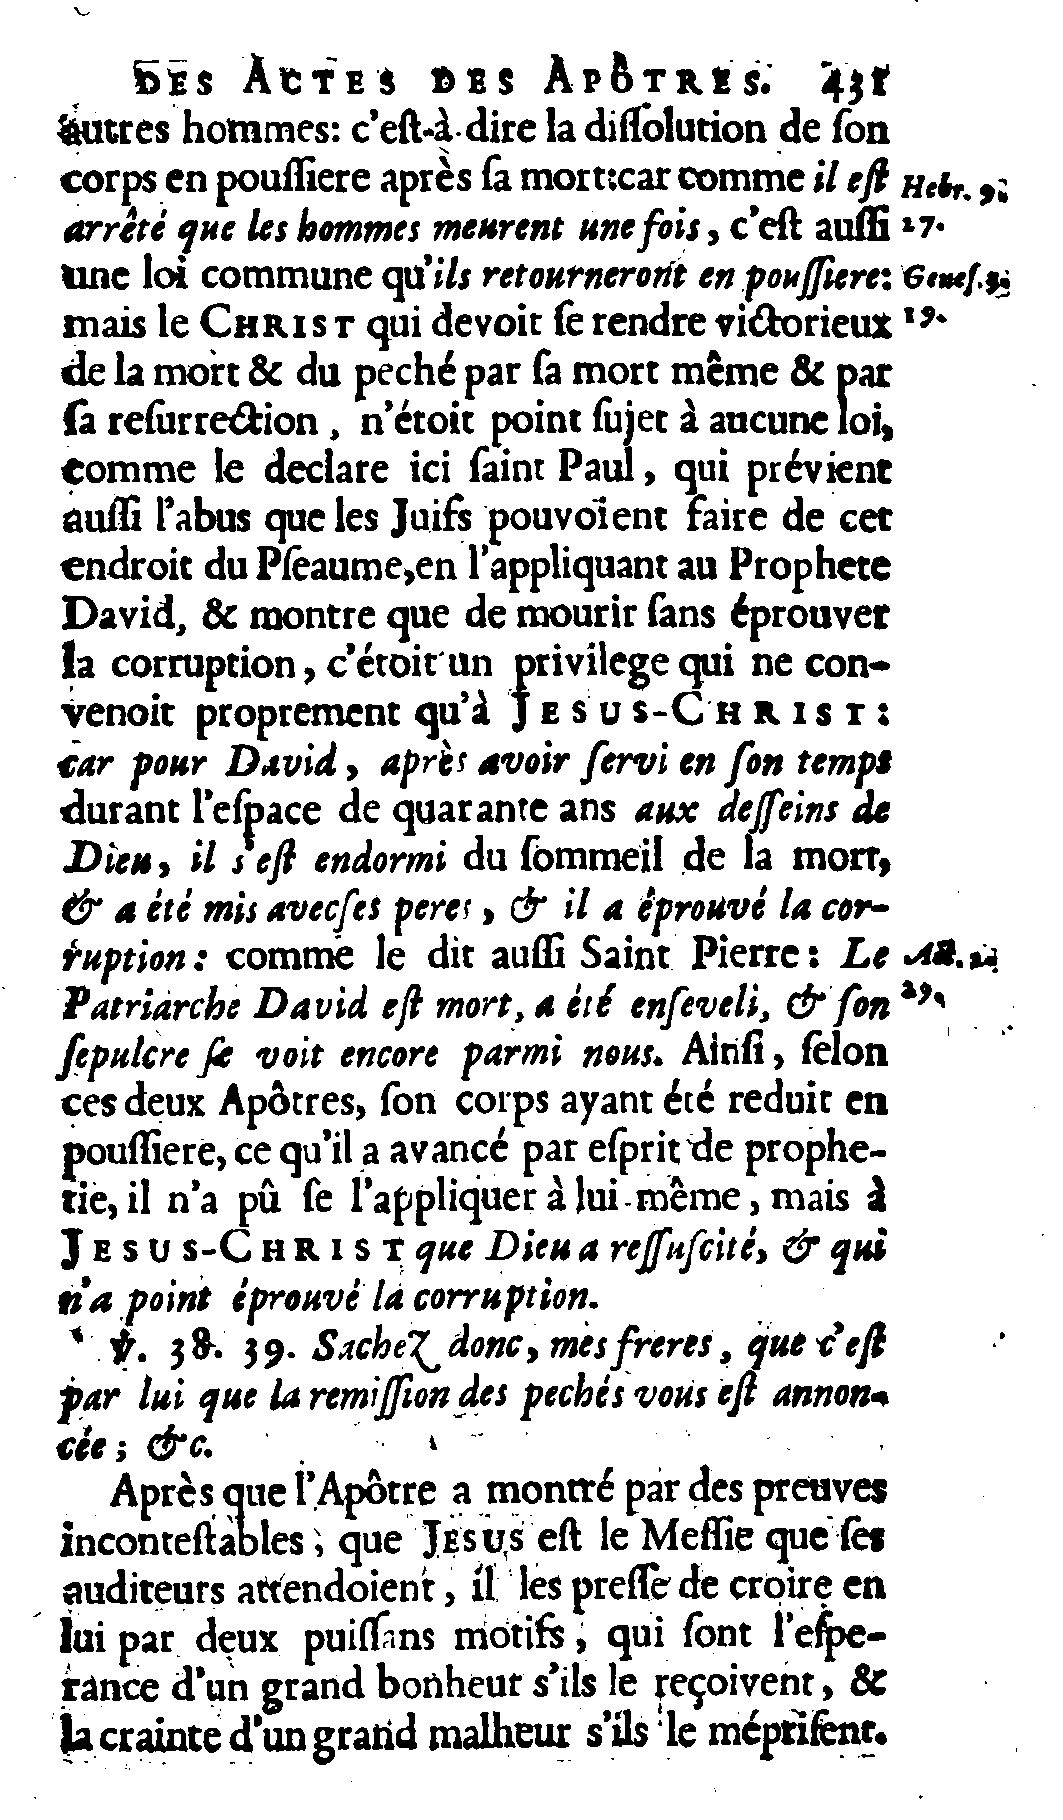 DES ACTES DES APÔTRES. 431
autres hommes: c'eſt-à-dire la diſſolution de ſon
corps en pouſſiere après ſa mort: car comme il eſt
Hebr. 9.
arrêté que les hommes meurent une fois, c'eſt auſſi
27.
une loi commune qu'ils retourneront en pouſſiere:
Geneſ. 3.
mais le CHRIST qui devoit ſe rendre victorieux
19.
de la mort & du peché par ſa mort même & par
ſa reſurrection, n'étoit point ſujet à aucune loi,
comme le declare ici ſaint Paul, qui prévient
auſſi l'abus que les Juifs pouvoient faire de cet
endroit du Pſeaume, en l'appliquant au Prophete
David, & montre que de mourir ſans éprouver
la corruption, c'étoit un privilege qui ne con-
venoit proprement qu'à JESUS-CHRIST:
car pour David, après avoir ſervi en ſon temps
durant l'eſpace de quarante ans aux deſſeins de
Dieu, il s'eſt endormi du ſommeil de la mort,
& a été mis avec ſes peres, & il a éprouvé la cor-
ruption: comme le dit auſſi Saint Pierre: Le
Act. 2.
Patriarche David eſt mort, a été enſeveli, & ſon
29.
ſepulcre ſe voit encore parmi nous. Ainſi, ſelon
ces deux Apôtres, ſon corps ayant été reduit en
pouſſiere, ce qu'il a avancé par eſprit de prophe-
tie, il n'a pû ſe l'appliquer à lui-même, mais à
JESUS-CHRIST que Dieu a reſſuſcité, & qui
n'a point éprouvé la corruption.
℣. 38. 39. Sachez donc, mes freres, que c'eſt
par lui que la remiſſion des pechés vous eſt annon-
cée; &c.
Après que l'Apôtre a montré par des preuves
inconteſtables, que JESUS eſt le Meſſie que ſes
auditeurs attendoient, il les preſſe de croire en
lui par deux puiſſans motifs, qui ſont l'eſpe-
rance d'un grand bonheur s'ils le reçoivent, &
la crainte d'un grand malheur s'ils le mépriſent.